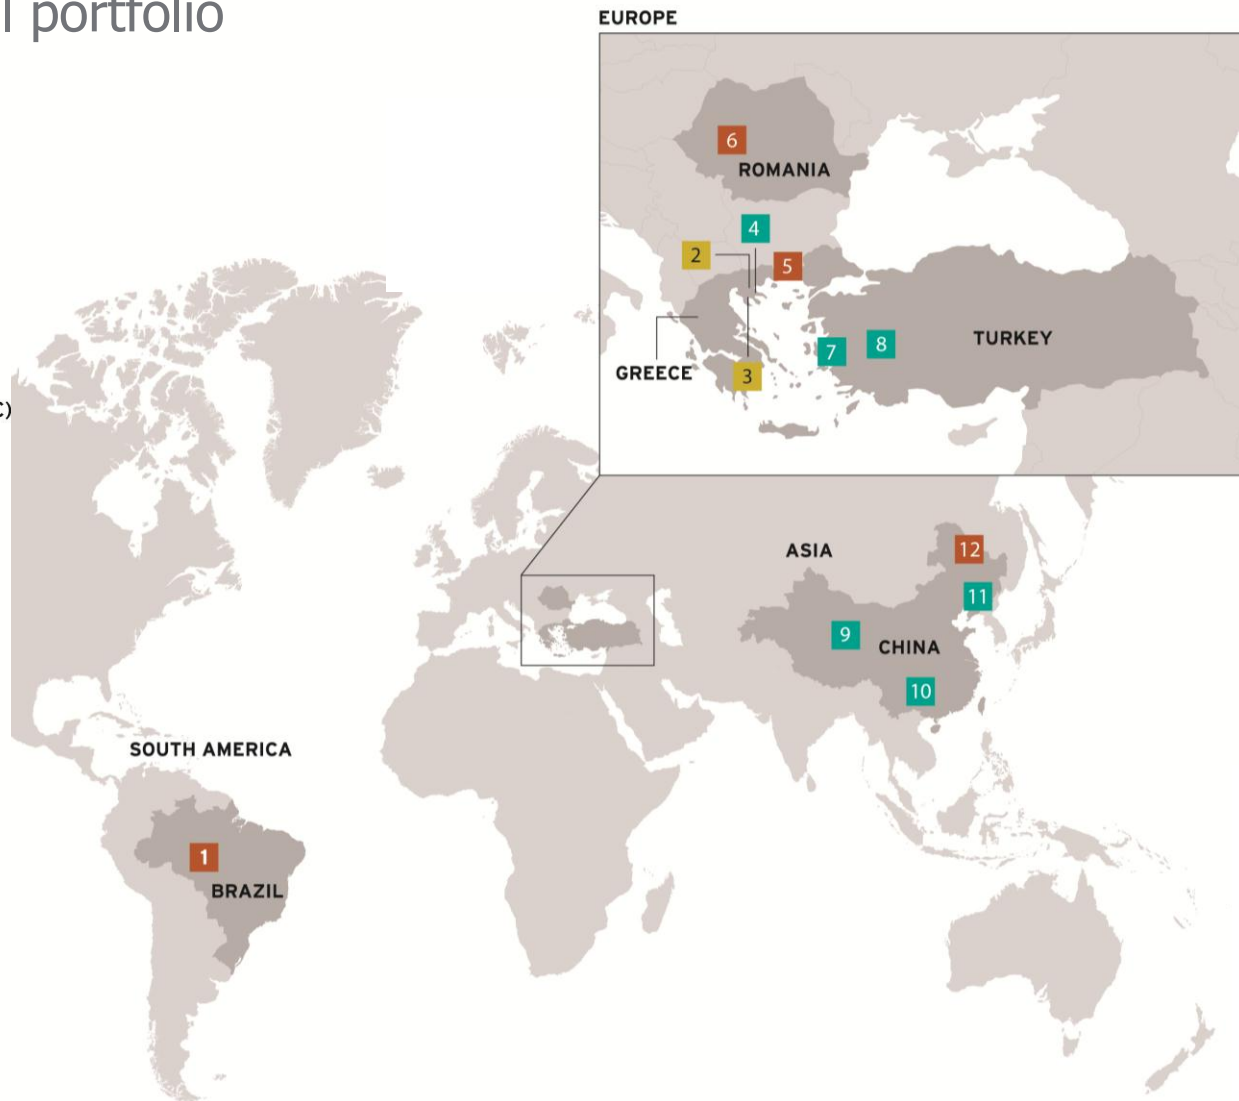 l portfolio
EUROPE
6
ROMANIA
4
2
5
7
8
TURKEY
GREECE
3
C)
ASIA
12
11
9
CHINA
10
SOUTH AMERICA
1
BRAZIL